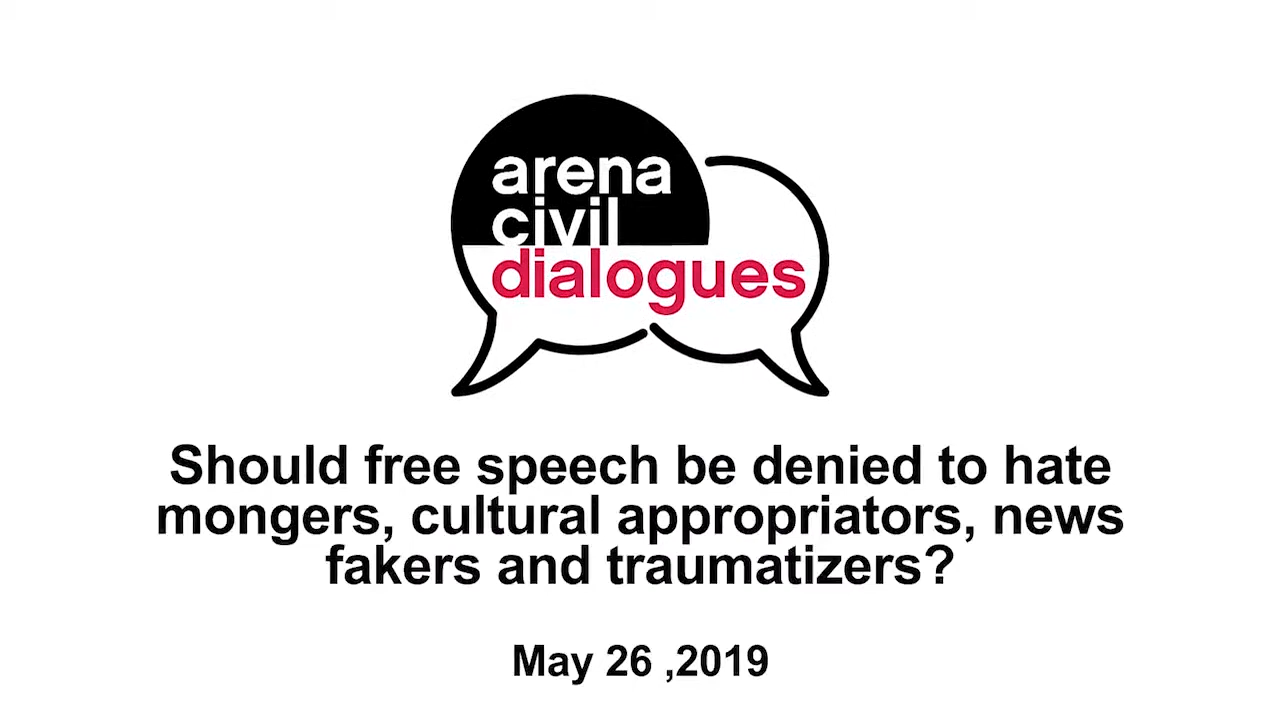 arena
civil
dialogues
Should free speech be denied to hate
mongers, cultural appropriators, news
fakers and traumatizers?
May 26 ,2019